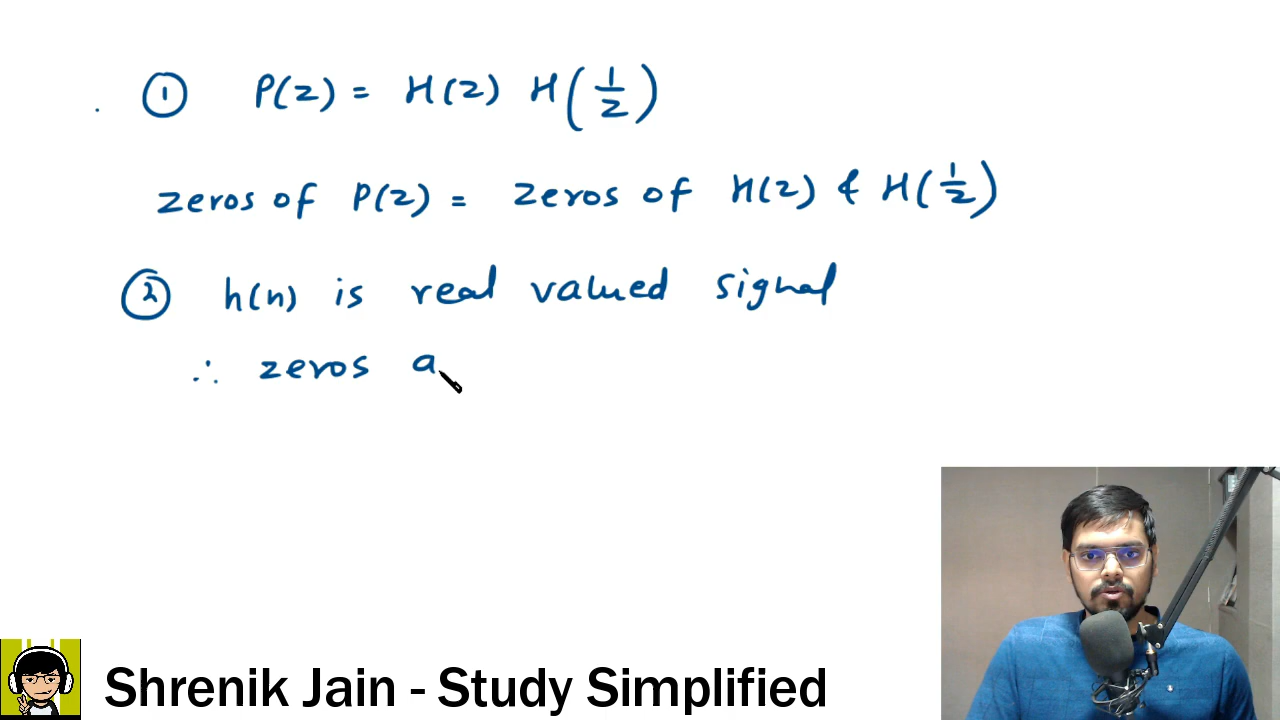 ① P(z) = H(z) H(1/z)
zeros of P(z) = zeros of H(z) & H(1/z)
② h(n) is real valued signal
∴ zeros a
Shrenik Jain - Study Simplified